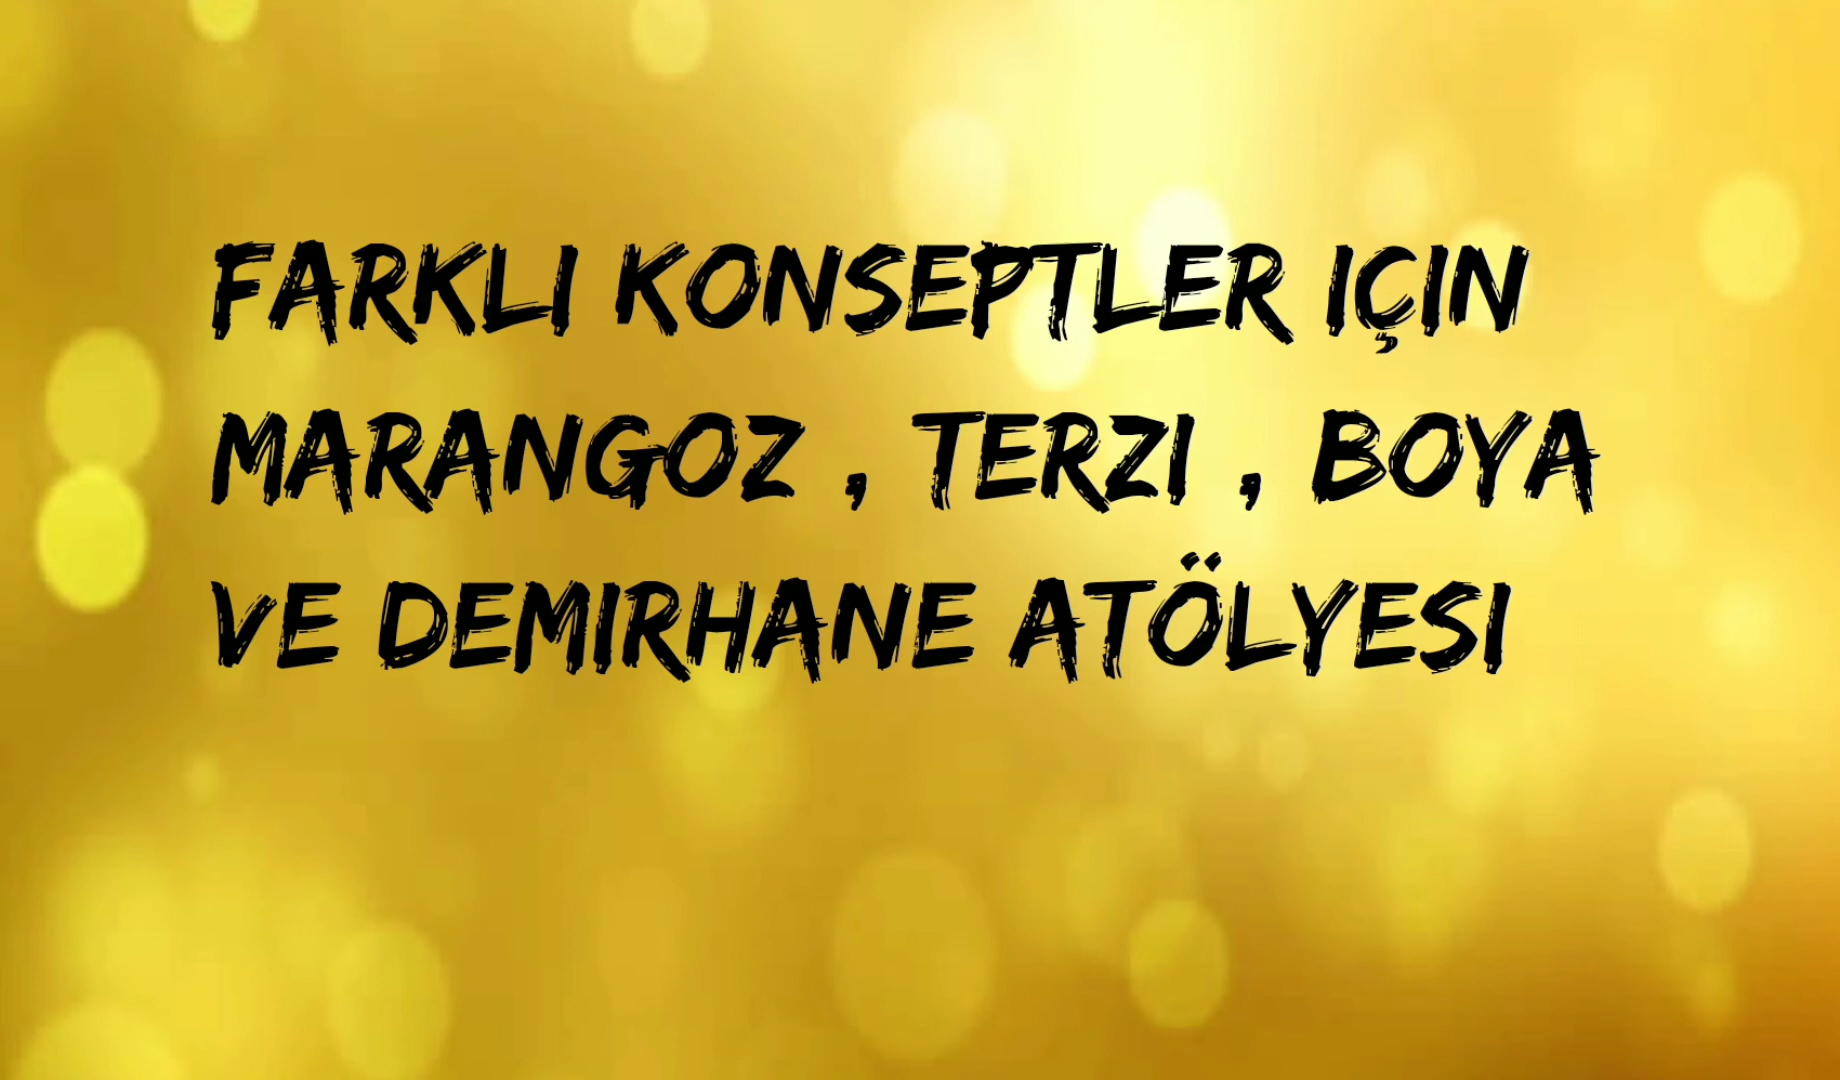 FARKLI KONSEPTLER IÇIN
MARANGOZ , TERZI , BOYA
VE DEMIRHANE ATÖLYESI